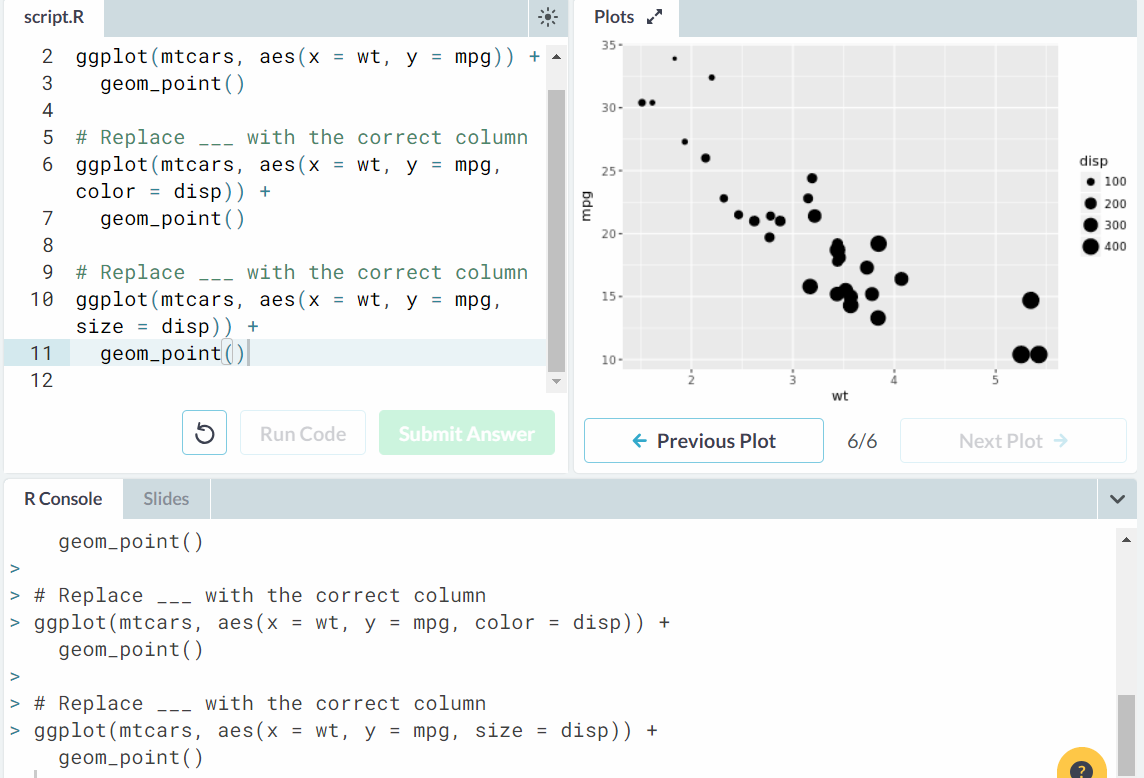 script.R
2 ggplot(mtcars, aes(x = wt, y = mpg)) +
3 geom_point()
4
5 # Replace ___ with the correct column
6 ggplot(mtcars, aes(x = wt, y = mpg,
color = disp)) +
7 geom_point()
8
9 # Replace ___ with the correct column
10 ggplot(mtcars, aes(x = wt, y = mpg,
size = disp)) +
11 geom_point()
12
Run Code
Submit Answer
Plots
35
30
25
20
15
10
mpg
2 3 4 5
wt
disp
100
200
300
400
← Previous Plot
6/6
Next Plot →
R Console
Slides
geom_point()
>
> # Replace ___ with the correct column
> ggplot(mtcars, aes(x = wt, y = mpg, color = disp)) +
geom_point()
>
> # Replace ___ with the correct column
> ggplot(mtcars, aes(x = wt, y = mpg, size = disp)) +
geom_point()
?